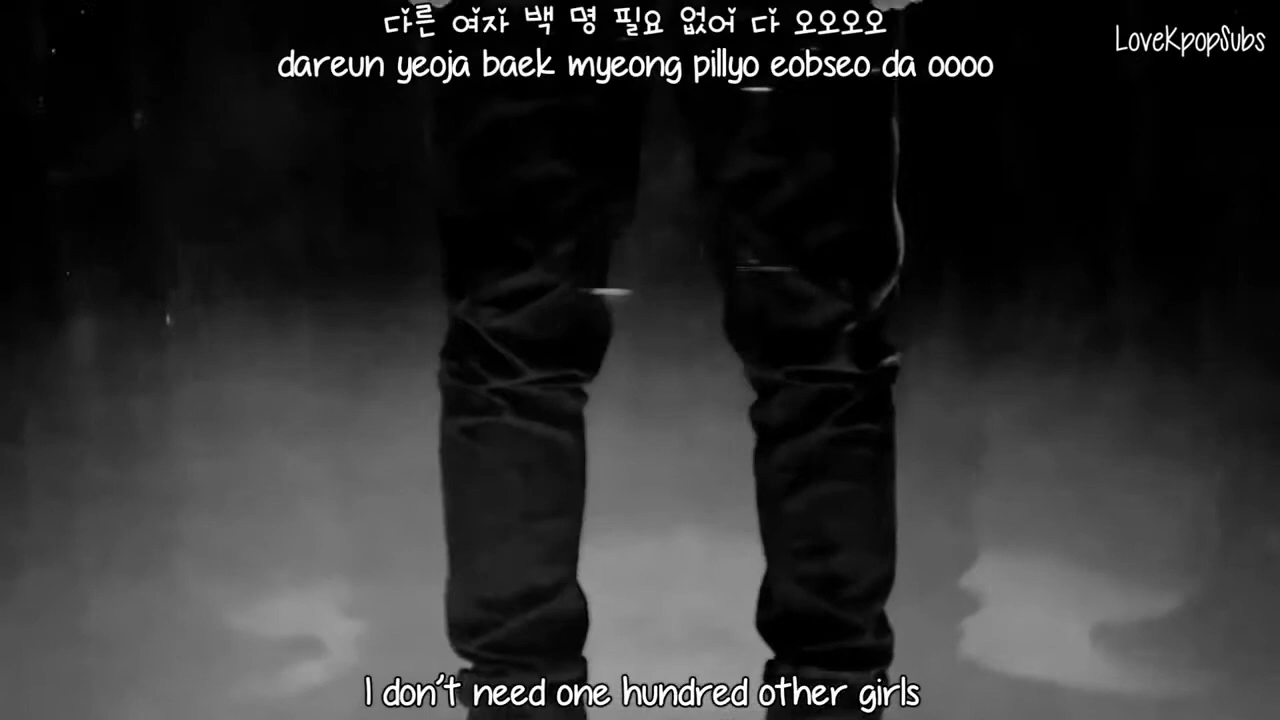 다른 여자 백 명 필요 없어 다 오오오오
LoveKpopSubs
dareun yeoja baek myeong pillyo eobseo da oooo
I don't need one hundred other girls